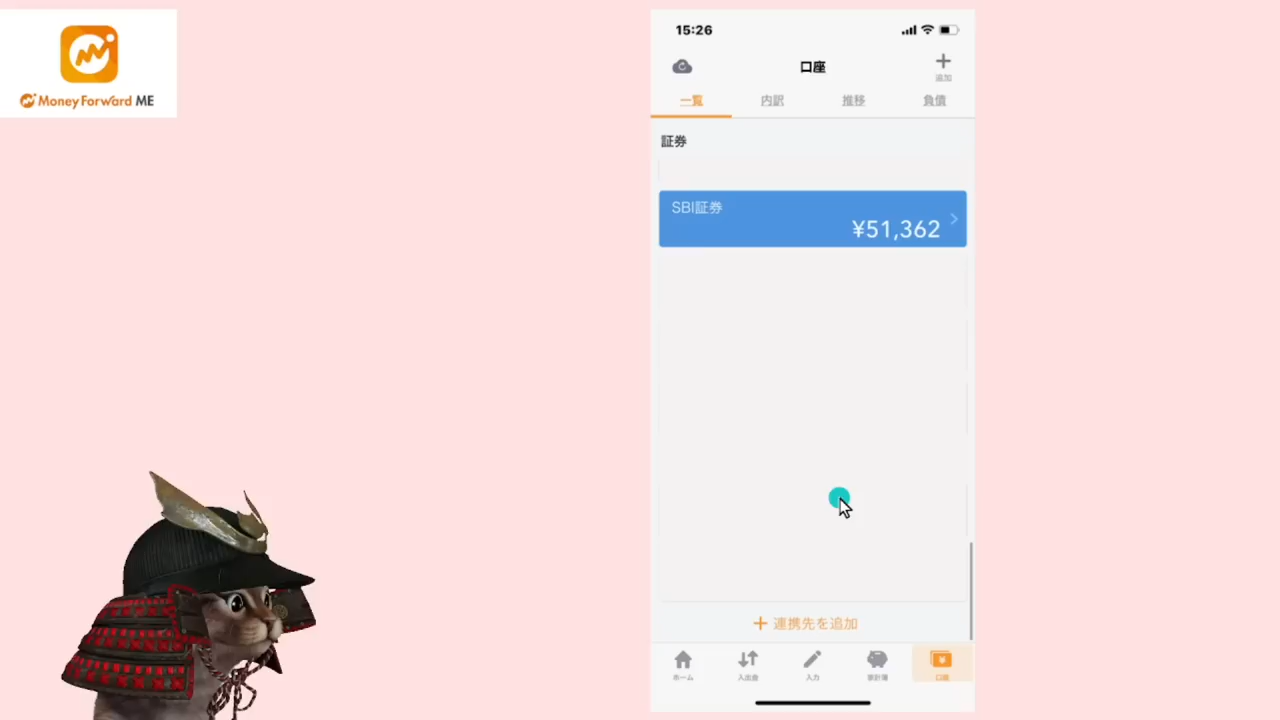 Money Forward ME
15:26
口座
追加
一覧
内訳
推移
負債
証券
SBI証券
¥51,362
連携先を追加
ホーム
入出金
入力
家計簿
口座